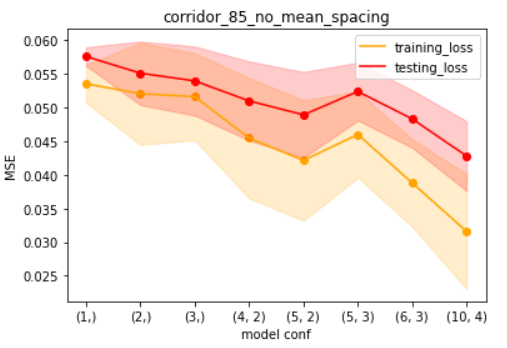 corridor_85_no_mean_spacing
training_loss
testing_loss
MSE
0.060
0.055
0.050
0.045
0.040
0.035
0.030
0.025
(1,) (2,) (3,) (4, 2) (5, 2) (5, 3) (6, 3) (10, 4)
model conf